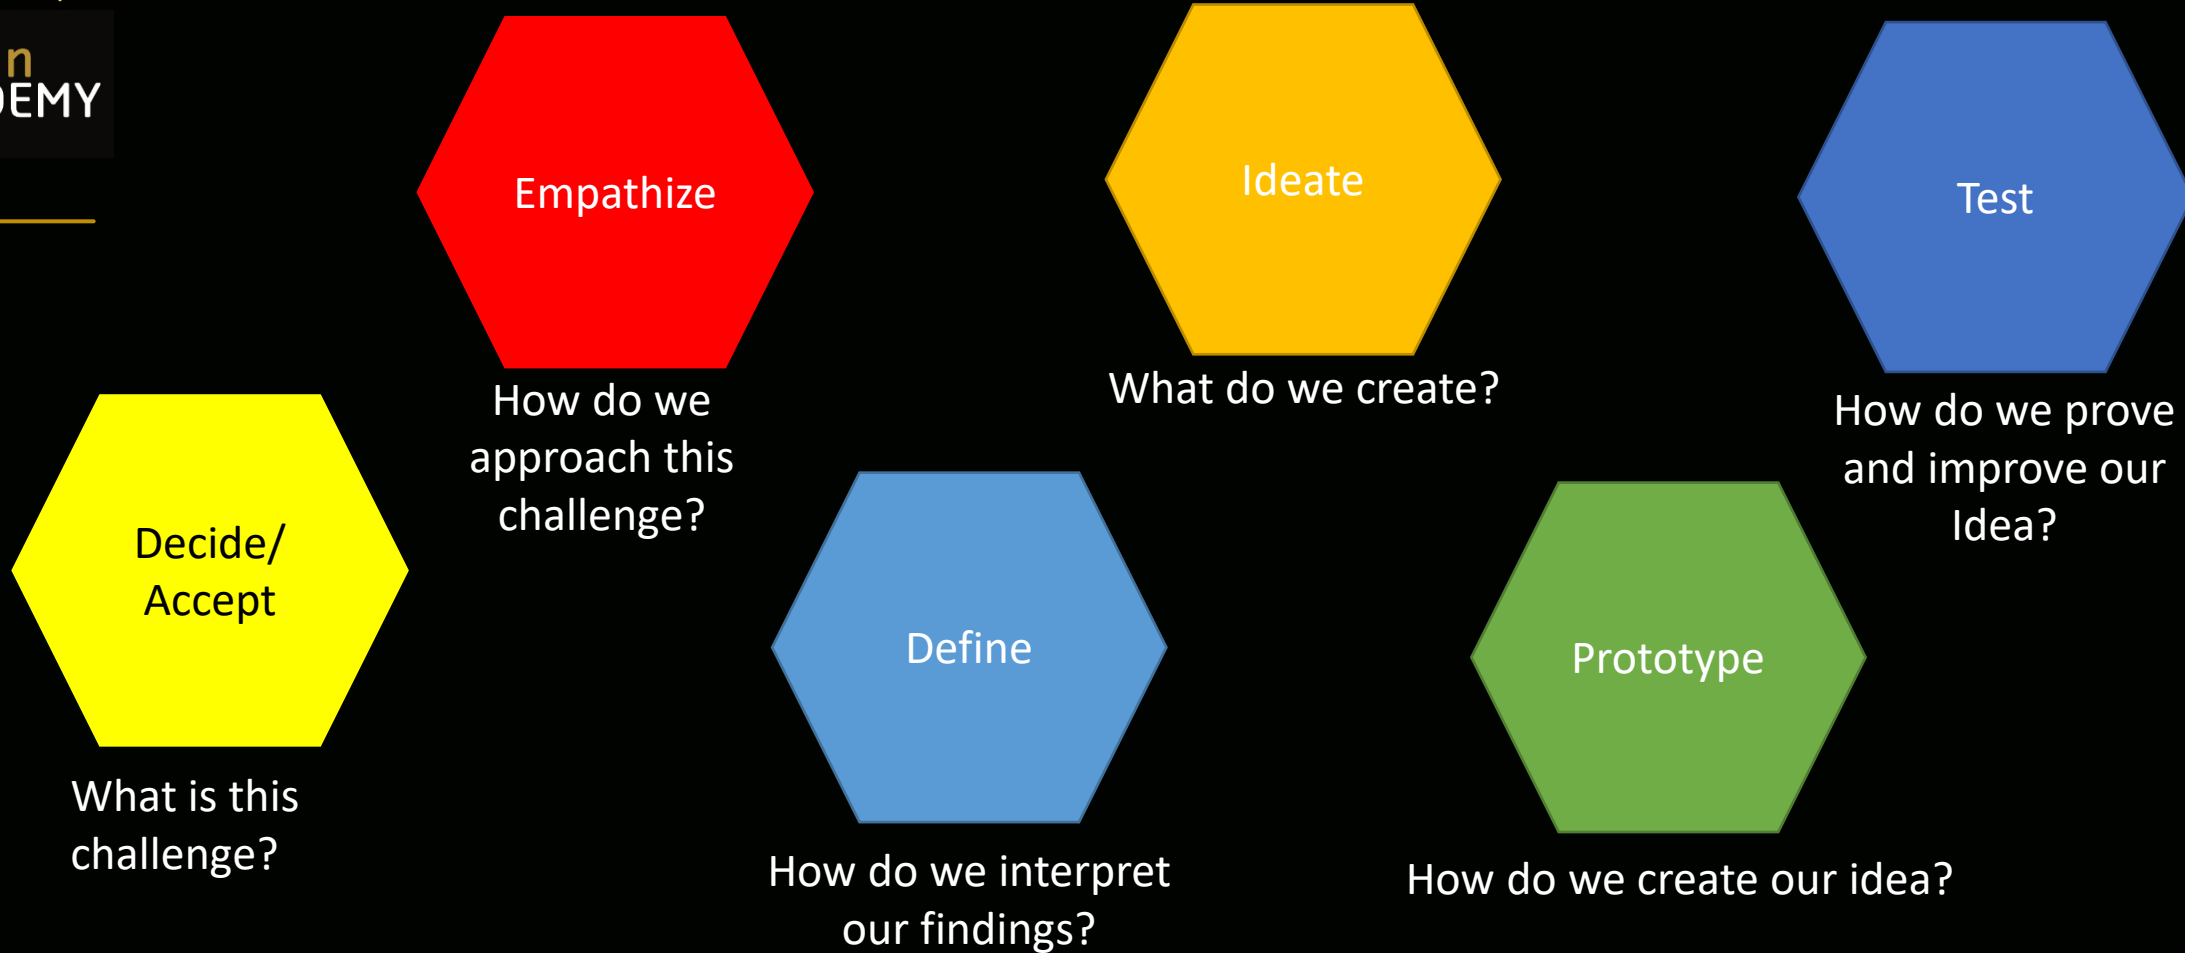 n
DEMY
Empathize
How do we
approach this
challenge?
Ideate
What do we create?
Test
How do we prove
and improve our
Idea?
Decide/
Accept
What is this
challenge?
Define
How do we interpret
our findings?
Prototype
How do we create our idea?